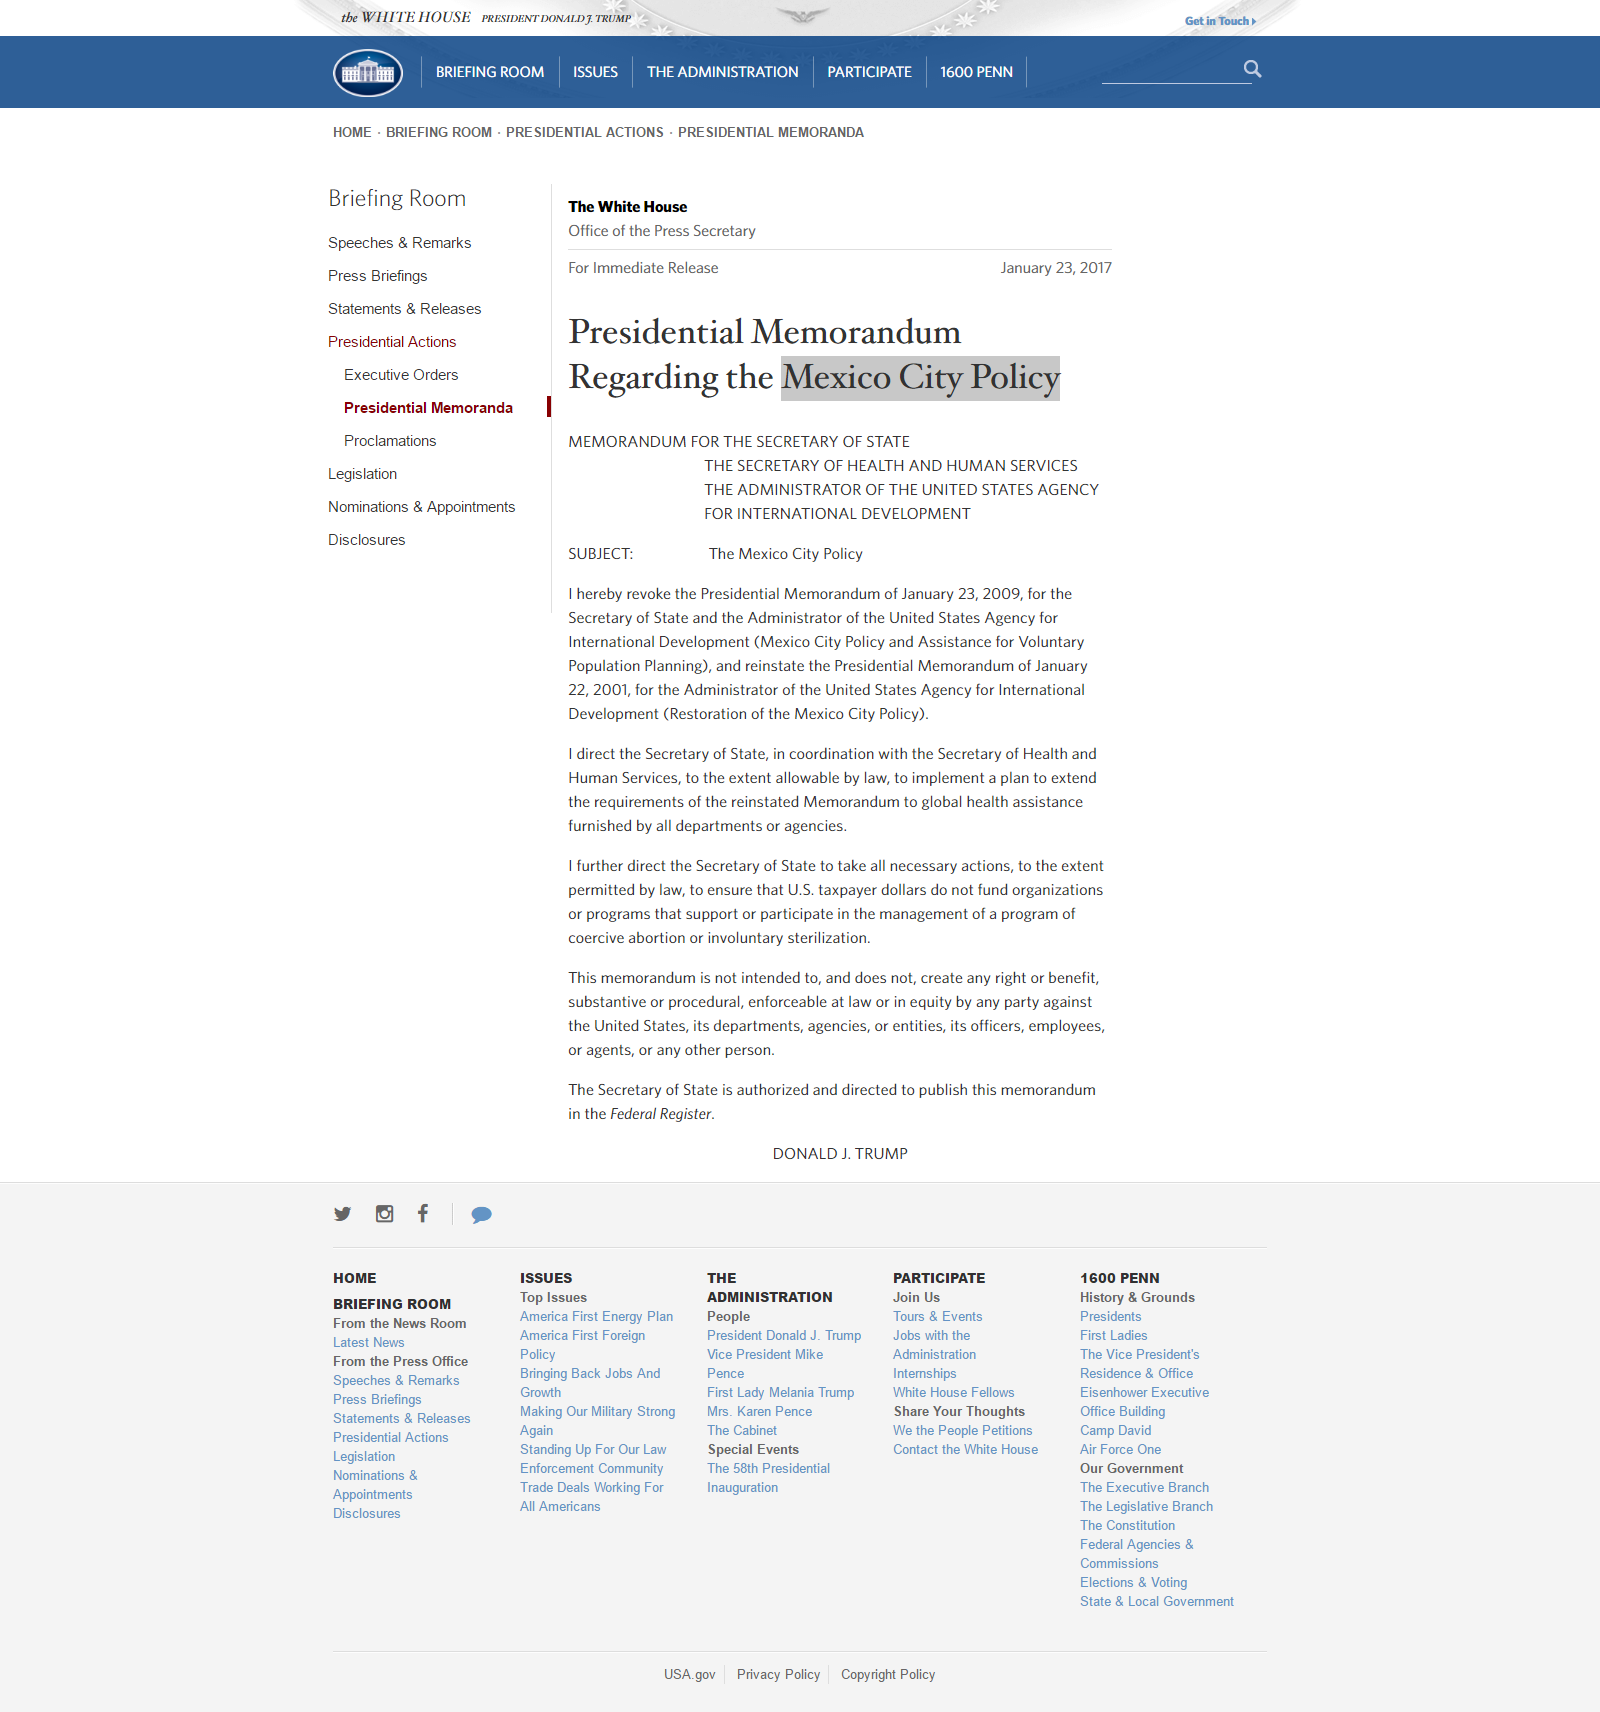 the WHITE HOUSE PRESIDENT DONALD J. TRUMP
Get in Touch
BRIEFING ROOM ISSUES THE ADMINISTRATION PARTICIPATE 1600 PENN
HOME · BRIEFING ROOM · PRESIDENTIAL ACTIONS · PRESIDENTIAL MEMORANDA
Briefing Room
Speeches & Remarks
Press Briefings
Statements & Releases
Presidential Actions
Executive Orders
Presidential Memoranda
Proclamations
Legislation
Nominations & Appointments
Disclosures
The White House
Office of the Press Secretary
For Immediate Release January 23, 2017
Presidential Memorandum
Regarding the Mexico City Policy
MEMORANDUM FOR THE SECRETARY OF STATE
THE SECRETARY OF HEALTH AND HUMAN SERVICES
THE ADMINISTRATOR OF THE UNITED STATES AGENCY
FOR INTERNATIONAL DEVELOPMENT
SUBJECT: The Mexico City Policy
I hereby revoke the Presidential Memorandum of January 23, 2009, for the
Secretary of State and the Administrator of the United States Agency for
International Development (Mexico City Policy and Assistance for Voluntary
Population Planning), and reinstate the Presidential Memorandum of January
22, 2001, for the Administrator of the United States Agency for International
Development (Restoration of the Mexico City Policy).
I direct the Secretary of State, in coordination with the Secretary of Health and
Human Services, to the extent allowable by law, to implement a plan to extend
the requirements of the reinstated Memorandum to global health assistance
furnished by all departments or agencies.
I further direct the Secretary of State to take all necessary actions, to the extent
permitted by law, to ensure that U.S. taxpayer dollars do not fund organizations
or programs that support or participate in the management of a program of
coercive abortion or involuntary sterilization.
This memorandum is not intended to, and does not, create any right or benefit,
substantive or procedural, enforceable at law or in equity by any party against
the United States, its departments, agencies, or entities, its officers, employees,
or agents, or any other person.
The Secretary of State is authorized and directed to publish this memorandum
in the Federal Register.
DONALD J. TRUMP
HOME
BRIEFING ROOM
From the News Room
Latest News
From the Press Office
Speeches & Remarks
Press Briefings
Statements & Releases
Presidential Actions
Legislation
Nominations &
Appointments
Disclosures
ISSUES
Top Issues
America First Energy Plan
America First Foreign
Policy
Bringing Back Jobs And
Growth
Making Our Military Strong
Again
Standing Up For Our Law
Enforcement Community
Trade Deals Working For
All Americans
THE
ADMINISTRATION
People
President Donald J. Trump
Vice President Mike
Pence
First Lady Melania Trump
Mrs. Karen Pence
The Cabinet
Special Events
The 58th Presidential
Inauguration
PARTICIPATE
Join Us
Tours & Events
Jobs with the
Administration
Internships
White House Fellows
Share Your Thoughts
We the People Petitions
Contact the White House
1600 PENN
History & Grounds
Presidents
First Ladies
The Vice President's
Residence & Office
Eisenhower Executive
Office Building
Camp David
Air Force One
Our Government
The Executive Branch
The Legislative Branch
The Constitution
Federal Agencies &
Commissions
Elections & Voting
State & Local Government
USA.gov Privacy Policy Copyright Policy